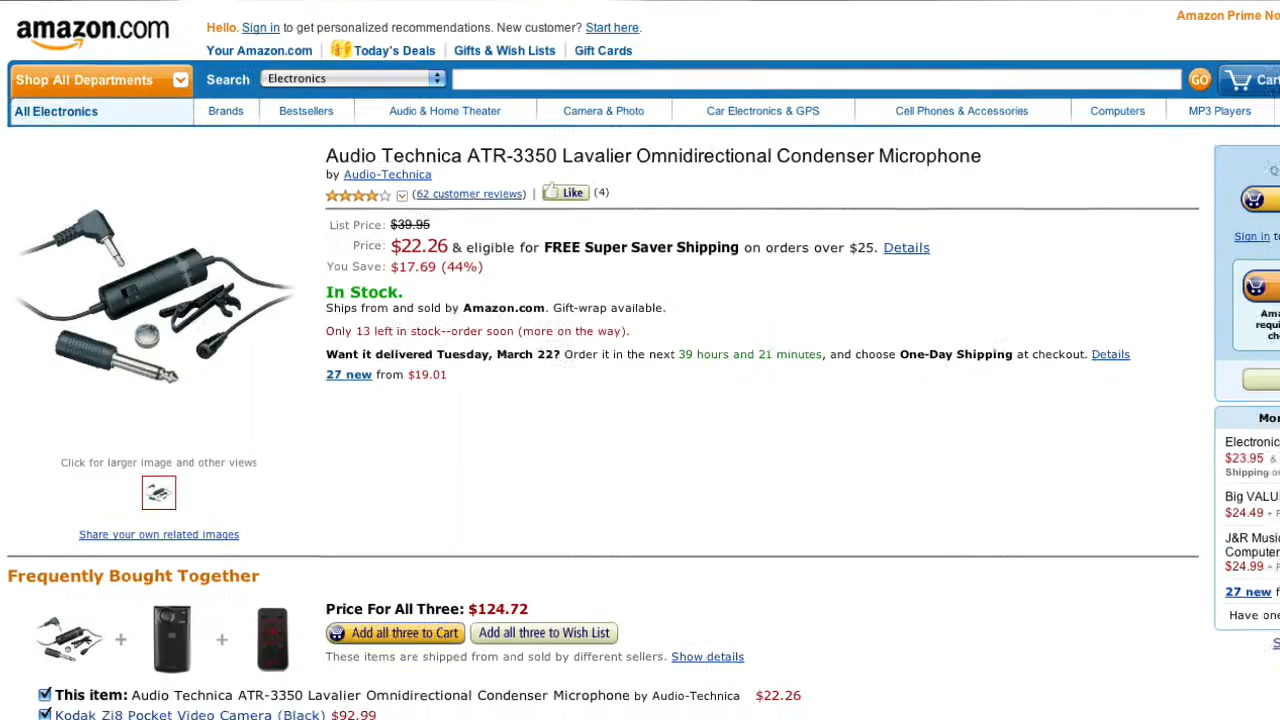 amazon.com
Hello. Sign in to get personalized recommendations. New customer? Start here.
Amazon Prime
Your Amazon.com Today's Deals Gifts & Wish Lists Gift Cards
Shop All Departments Search Electronics GO
All Electronics Brands Bestsellers Audio & Home Theater Camera & Photo Car Electronics & GPS Cell Phones & Accessories Computers MP3 Players
Audio Technica ATR-3350 Lavalier Omnidirectional Condenser Microphone
by Audio-Technica
(62 customer reviews) | Like (4)
List Price: $39.95
Price: $22.26 & eligible for FREE Super Saver Shipping on orders over $25. Details
You Save: $17.69 (44%)
In Stock.
Ships from and sold by Amazon.com. Gift-wrap available.
Only 13 left in stock--order soon (more on the way).
Want it delivered Tuesday, March 22? Order it in the next 39 hours and 21 minutes, and choose One-Day Shipping at checkout. Details
27 new from $19.01
Click for larger image and other views
Share your own related images
Sign in
$23.95 &
Shipping
Big
$24.49
J&R
$24.99
27 new
Have
Frequently Bought Together
Price For All Three: $124.72
Add all three to Cart Add all three to Wish List
These items are shipped from and sold by different sellers. Show details
This item: Audio Technica ATR-3350 Lavalier Omnidirectional Condenser Microphone by Audio-Technica $22.26
Kodak Zi8 Pocket Video Camera (Black) $92.99